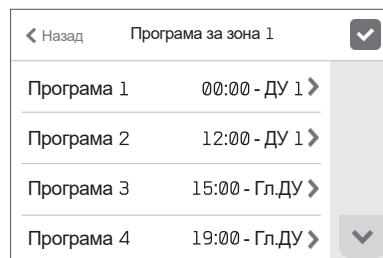 Назад Програма за зона 1
Програма 1 00:00 - ДУ 1
Програма 2 12:00 - ДУ 1
Програма 3 15:00 - Гл.ДУ
Програма 4 19:00 - Гл.ДУ